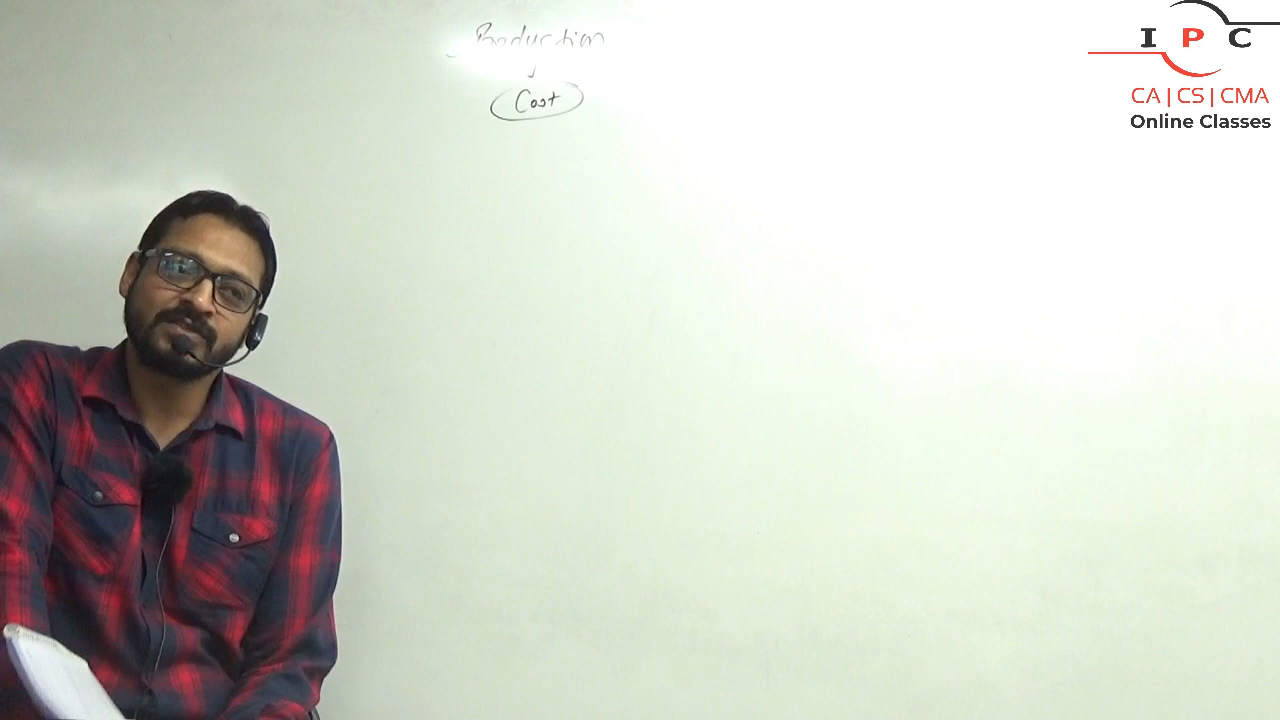 Production
Cost
I P C
CA | CS | CMA
Online Classes